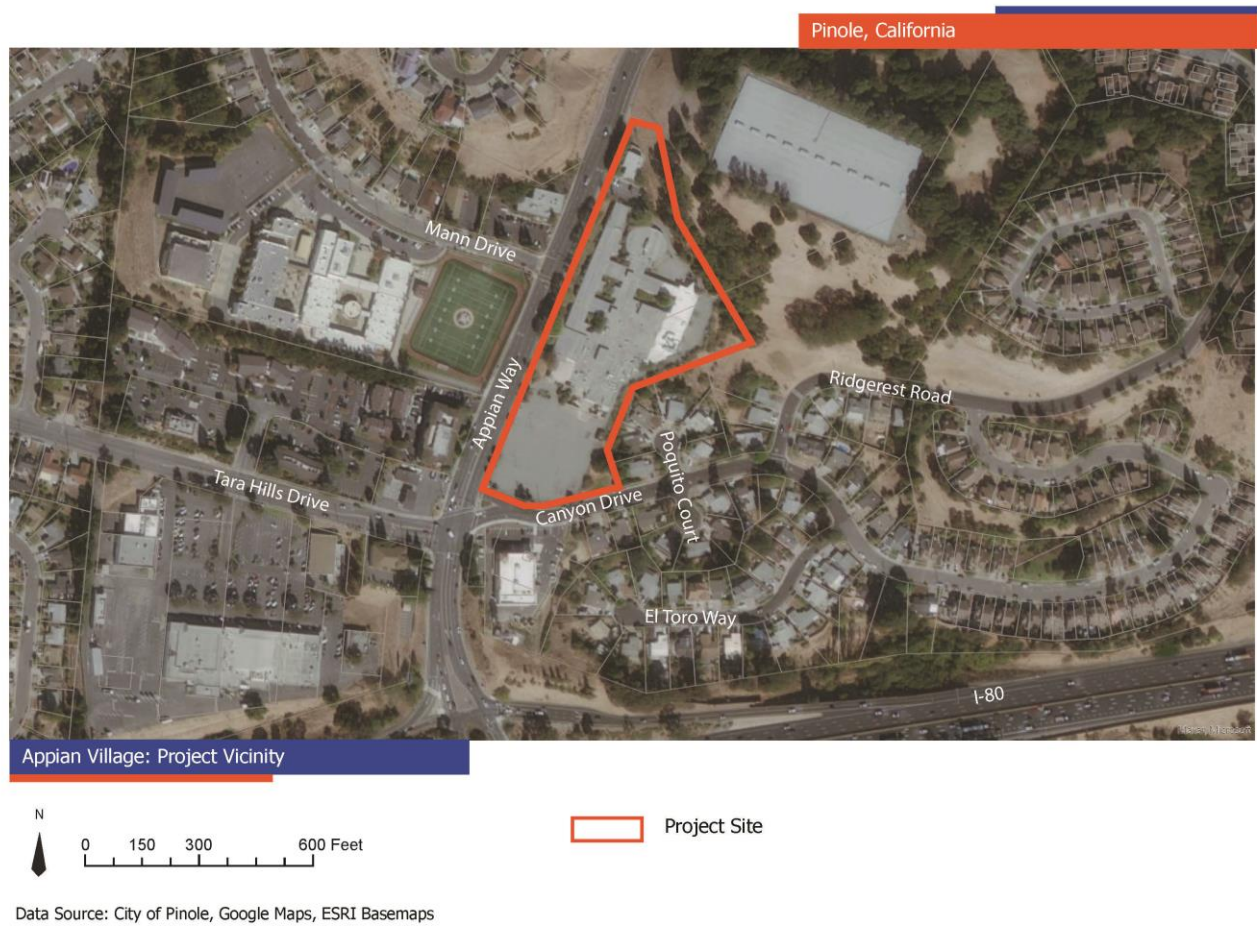 Pinole, California
Mann Drive
Appian Way
Ridgerest Road
Poquito Court
Tara Hills Drive
Canyon Drive
El Toro Way
I-80
Appian Village: Project Vicinity
N
0 150 300 600 Feet
Project Site
Data Source: City of Pinole, Google Maps, ESRI Basemaps